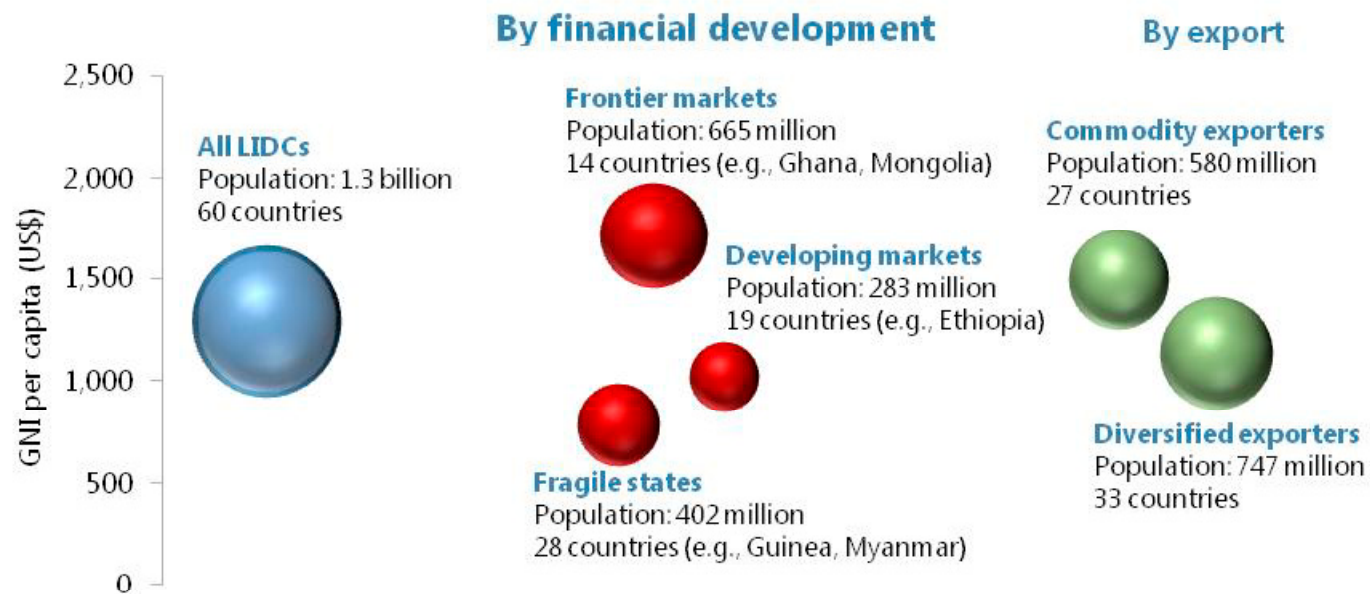 By financial development
By export
GNI per capita (US$)
2,500
2,000
1,500
1,000
500
0
All LIDCs
Population: 1.3 billion
60 countries
Frontier markets
Population: 665 million
14 countries (e.g., Ghana, Mongolia)
Developing markets
Population: 283 million
19 countries (e.g., Ethiopia)
Fragile states
Population: 402 million
28 countries (e.g., Guinea, Myanmar)
Commodity exporters
Population: 580 million
27 countries
Diversified exporters
Population: 747 million
33 countries